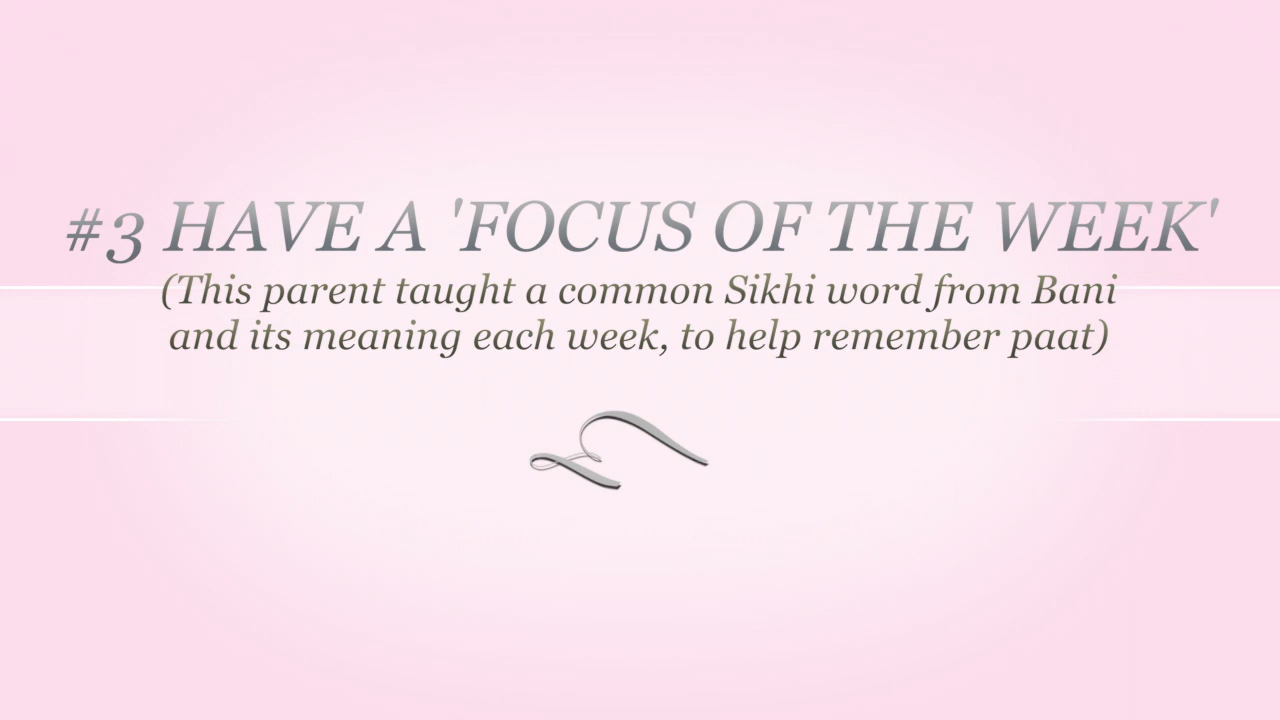 #3 HAVE A 'FOCUS OF THE WEEK'
(This parent taught a common Sikhi word from Bani
and its meaning each week, to help remember paat)